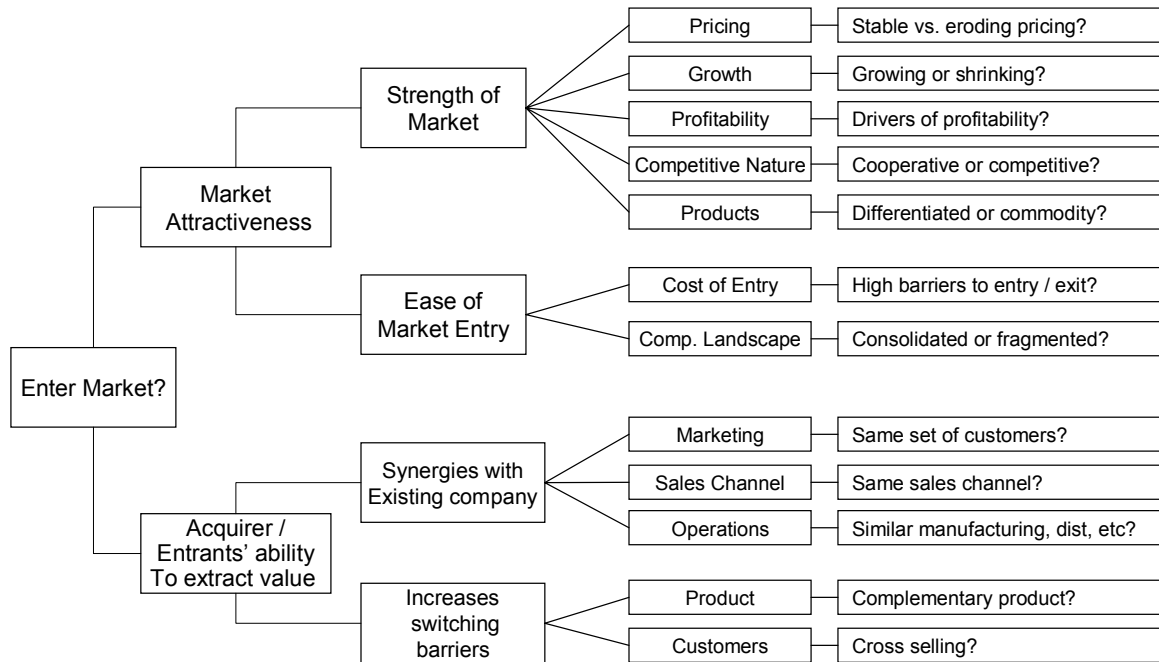 Enter Market?
Market
Attractiveness
Strength of
Market
Pricing
Stable vs. eroding pricing?
Growth
Growing or shrinking?
Profitability
Drivers of profitability?
Competitive Nature
Cooperative or competitive?
Products
Differentiated or commodity?
Ease of
Market Entry
Cost of Entry
High barriers to entry / exit?
Comp. Landscape
Consolidated or fragmented?
Acquirer /
Entrants’ ability
To extract value
Synergies with
Existing company
Marketing
Same set of customers?
Sales Channel
Same sales channel?
Operations
Similar manufacturing, dist, etc?
Increases
switching
barriers
Product
Complementary product?
Customers
Cross selling?